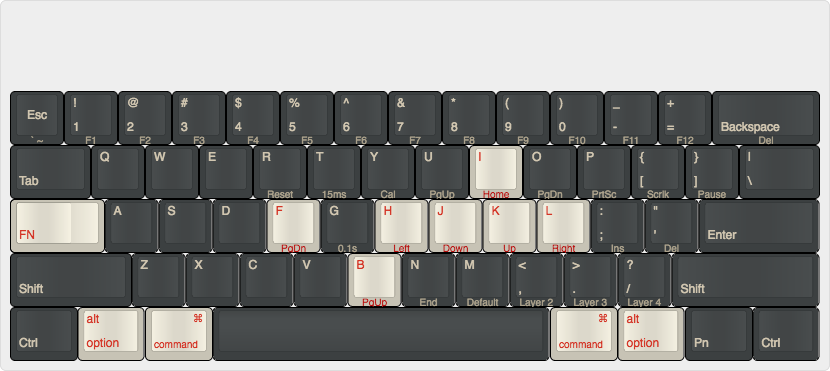 ! @ # $ % ^ & * ( ) _ +
Esc 1 2 3 4 5 6 7 8 9 0 - = Backspace
` ~ F1 F2 F3 F4 F5 F6 F7 F8 F9 F10 F11 F12 Del
Q W E R T Y U I O P { } |
Tab [ ] \
Reset 15ms Cal PgUp Home PgDn PrtSc Scrlk Pause
A S D F G H J K L : "
FN ; ' Enter
PgDn 0.1s Left Down Up Right Ins Del
Z X C V B N M < > ?
Shift , . / Shift
PgUp End Default Layer 2 Layer 3 Layer 4
alt ⌘ ⌘ alt
Ctrl option command command option Pn Ctrl